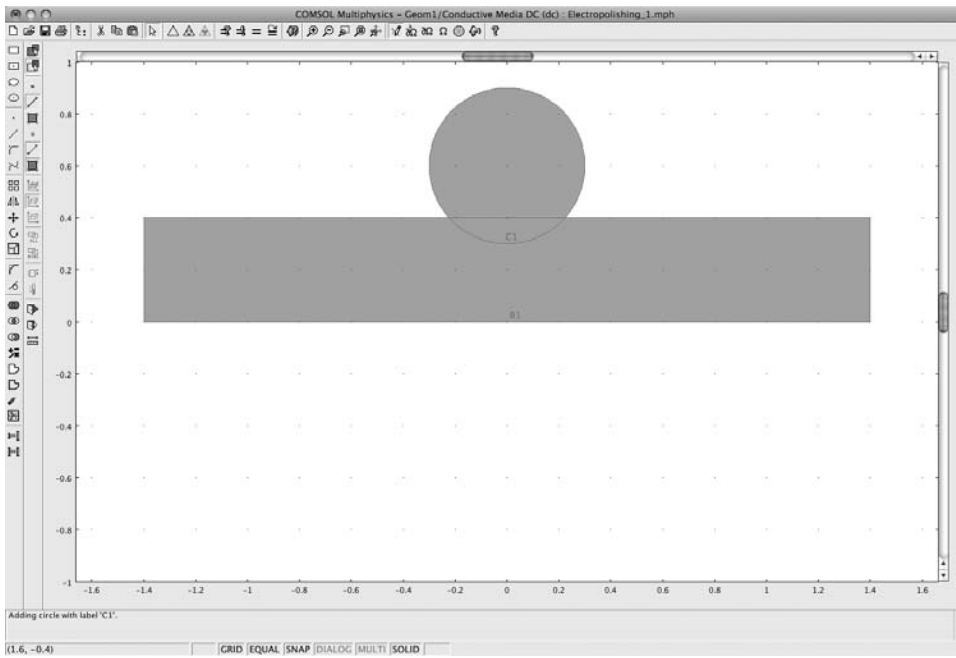 COMSOL Multiphysics – Geom1/Conductive Media DC (dc) : Electropolishing_1.mph
1
0.8
0.6
0.4
C1
0.2
R1
0
-0.2
-0.4
-0.6
-0.8
-1
-1.6 -1.4 -1.2 -1 -0.8 -0.6 -0.4 -0.2 0 0.2 0.4 0.6 0.8 1 1.2 1.4 1.6
Adding circle with label "C1".
(1.6, -0.4) GRID EQUAL SNAP DIALOG MULTI SOLID